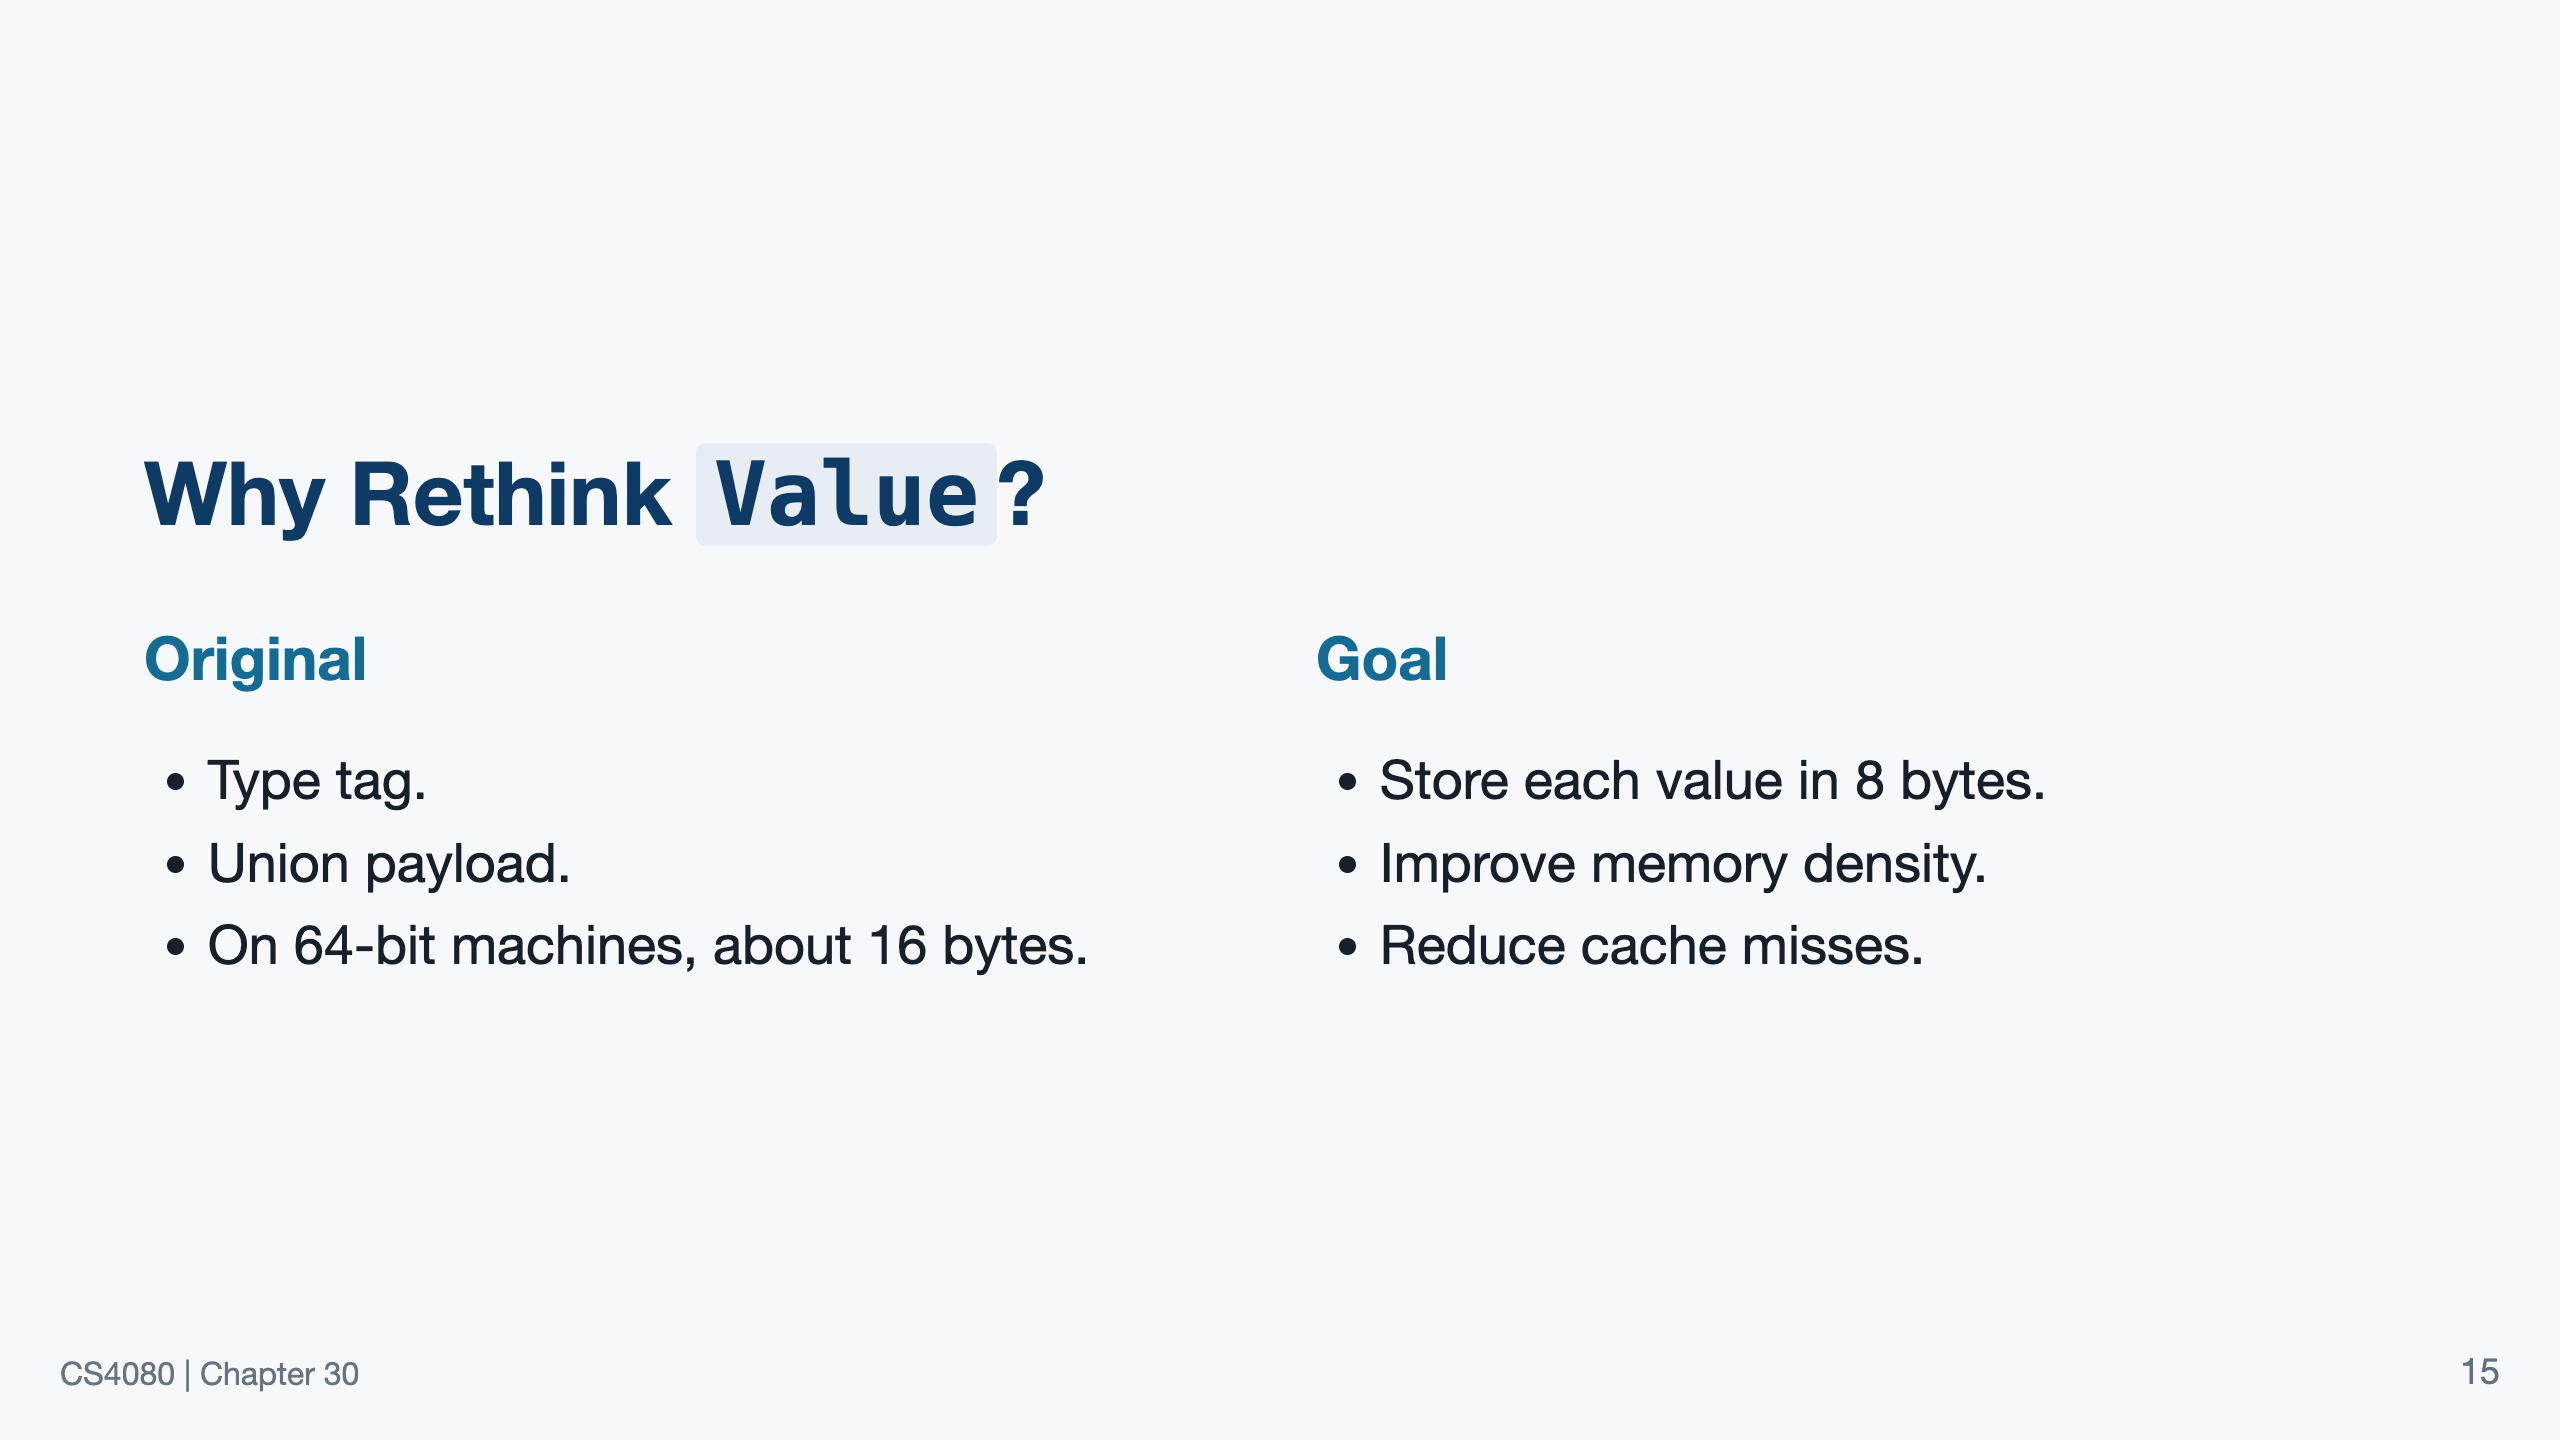 Why Rethink Value?
Original
• Type tag.
• Union payload.
• On 64-bit machines, about 16 bytes.
Goal
• Store each value in 8 bytes.
• Improve memory density.
• Reduce cache misses.
CS4080 | Chapter 30
15